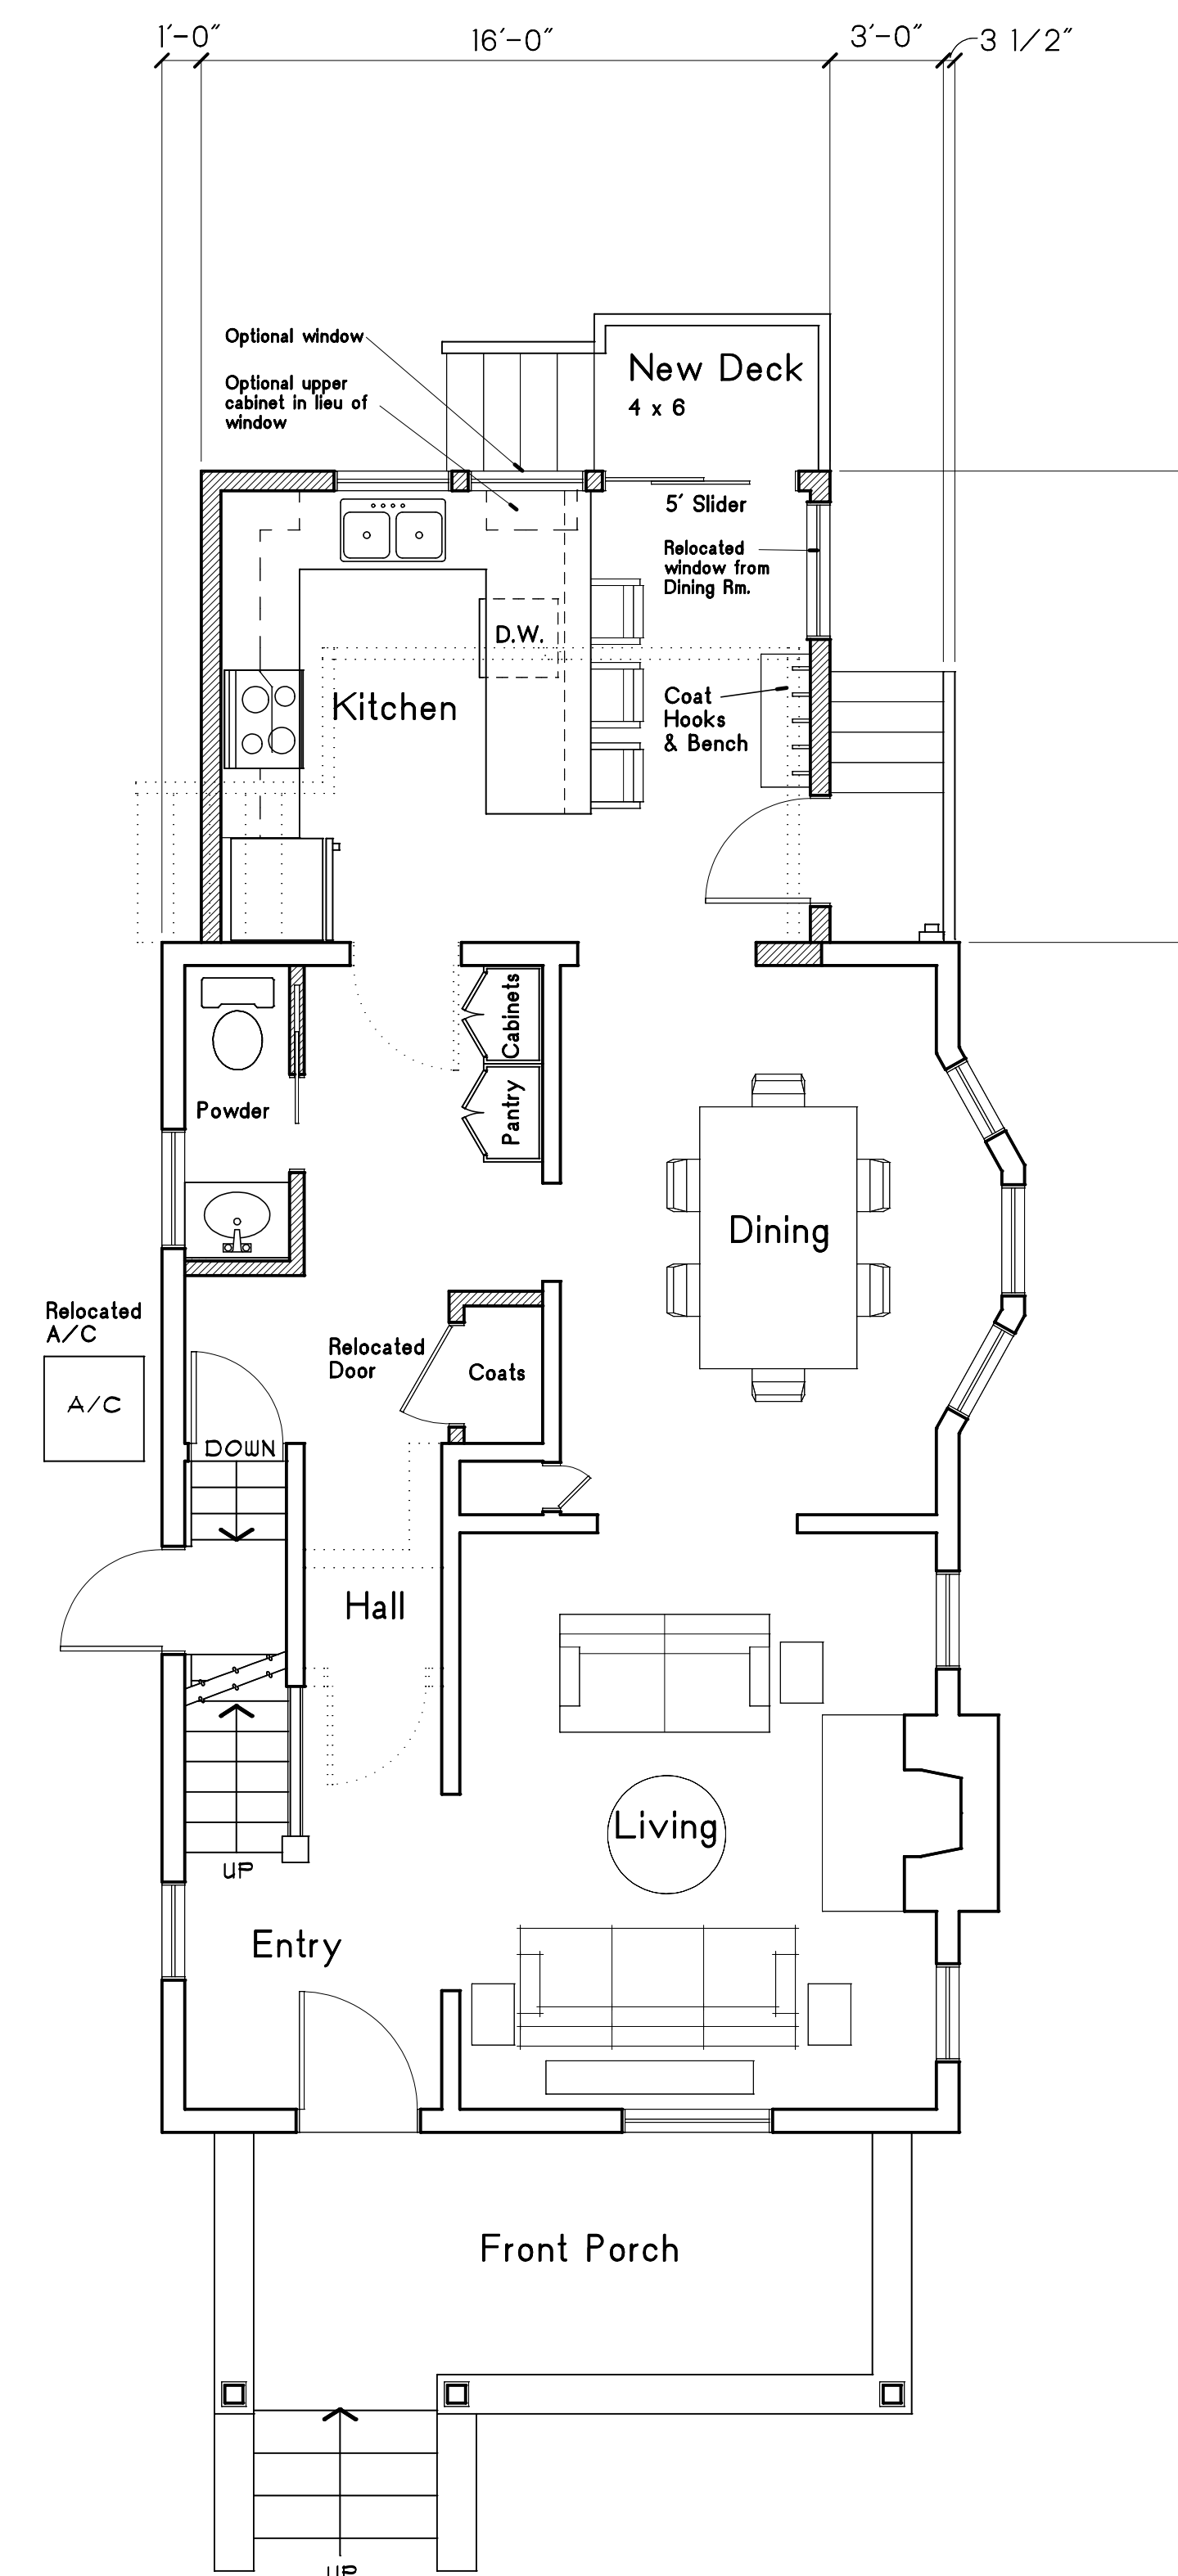 1'-0"
16'-0"
3'-0"
3 1/2"
Optional window
Optional upper
cabinet in lieu of
window
New Deck
4 x 6
5' Slider
Relocated
window from
Dining Rm.
D.W.
Kitchen
Coat
Hooks
& Bench
Cabinets
Pantry
Powder
Dining
Relocated
A/C
A/C
Relocated
Door
Coats
DOWN
Hall
UP
Living
Entry
Front Porch
UP